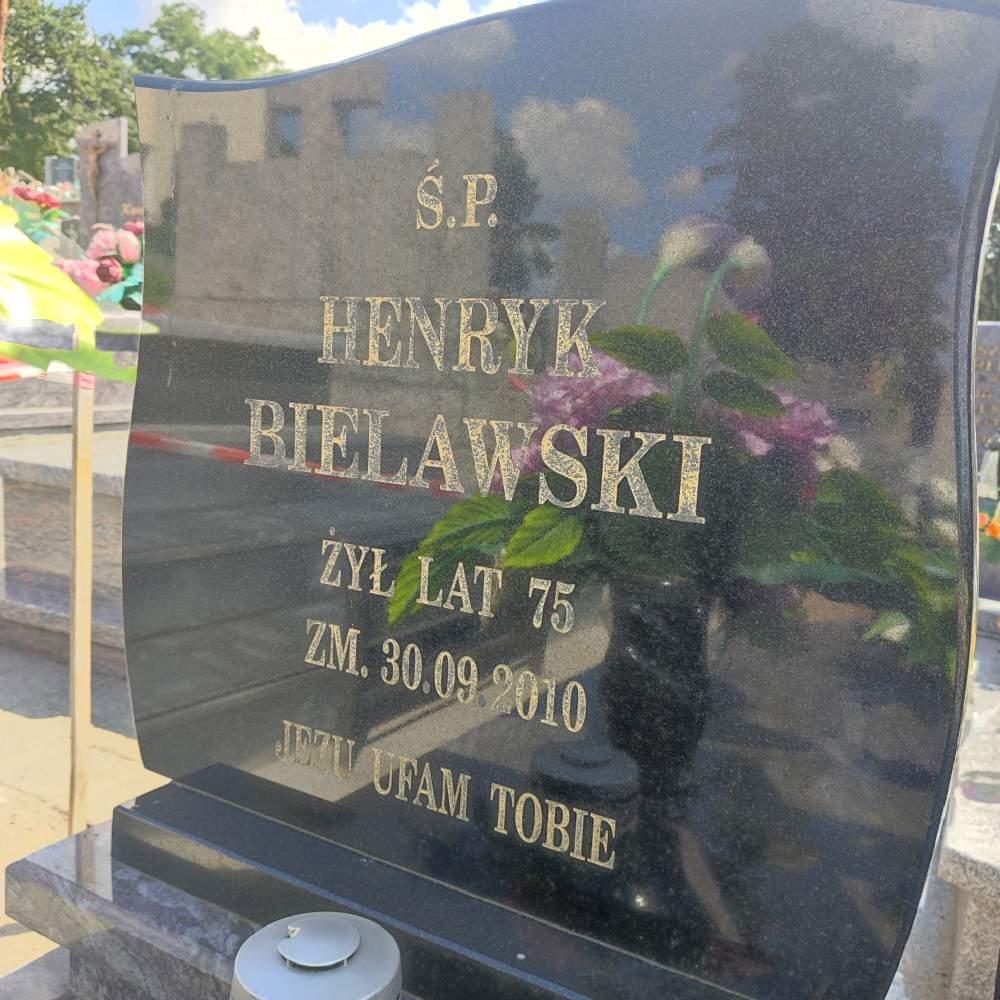 Ś.P.
HENRYK
BIELAWSKI
ŻYŁ LAT 75
ZM. 30.09.2010
JEZU UFAM TOBIE